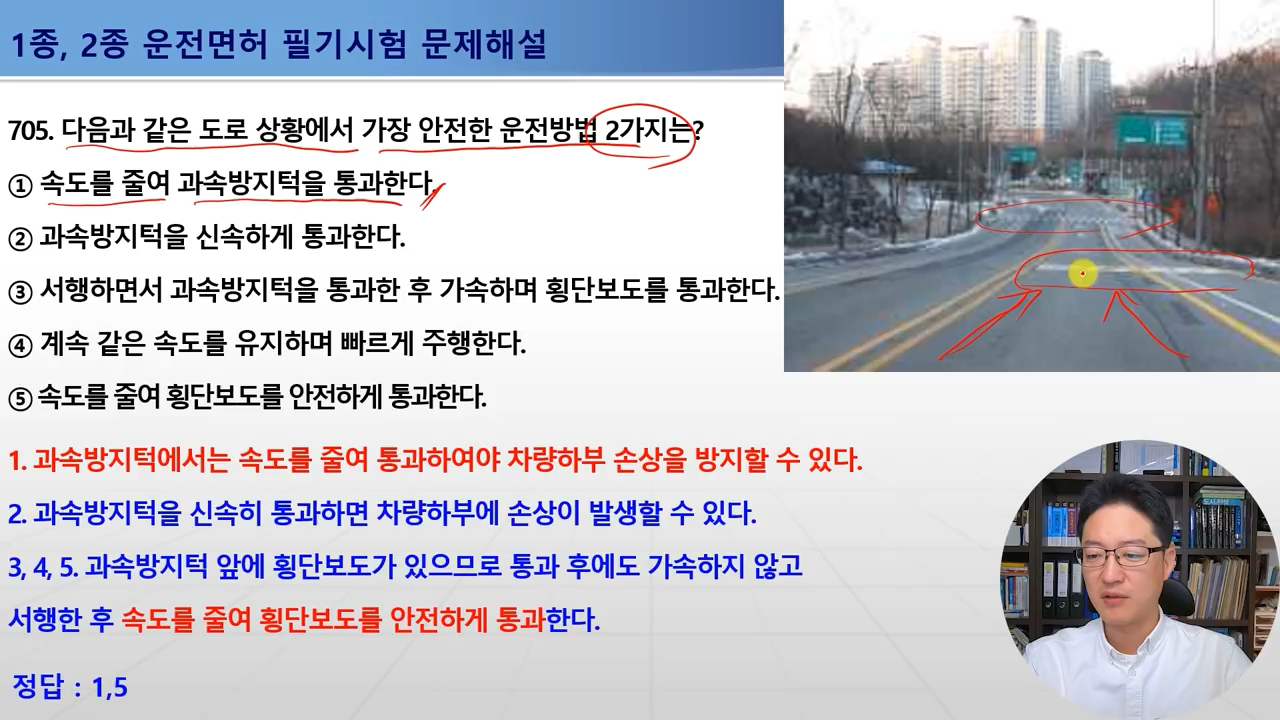 1종, 2종 운전면허 필기시험 문제해설
705. 다음과 같은 도로 상황에서 가장 안전한 운전방법 2가지는?
① 속도를 줄여 과속방지턱을 통과한다.
② 과속방지턱을 신속하게 통과한다.
③ 서행하면서 과속방지턱을 통과한 후 가속하며 횡단보도를 통과한다.
④ 계속 같은 속도를 유지하며 빠르게 주행한다.
⑤ 속도를 줄여 횡단보도를 안전하게 통과한다.
1. 과속방지턱에서는 속도를 줄여 통과하여야 차량하부 손상을 방지할 수 있다.
2. 과속방지턱을 신속히 통과하면 차량하부에 손상이 발생할 수 있다.
3, 4, 5. 과속방지턱 앞에 횡단보도가 있으므로 통과 후에도 가속하지 않고
서행한 후 속도를 줄여 횡단보도를 안전하게 통과한다.
정답 : 1,5